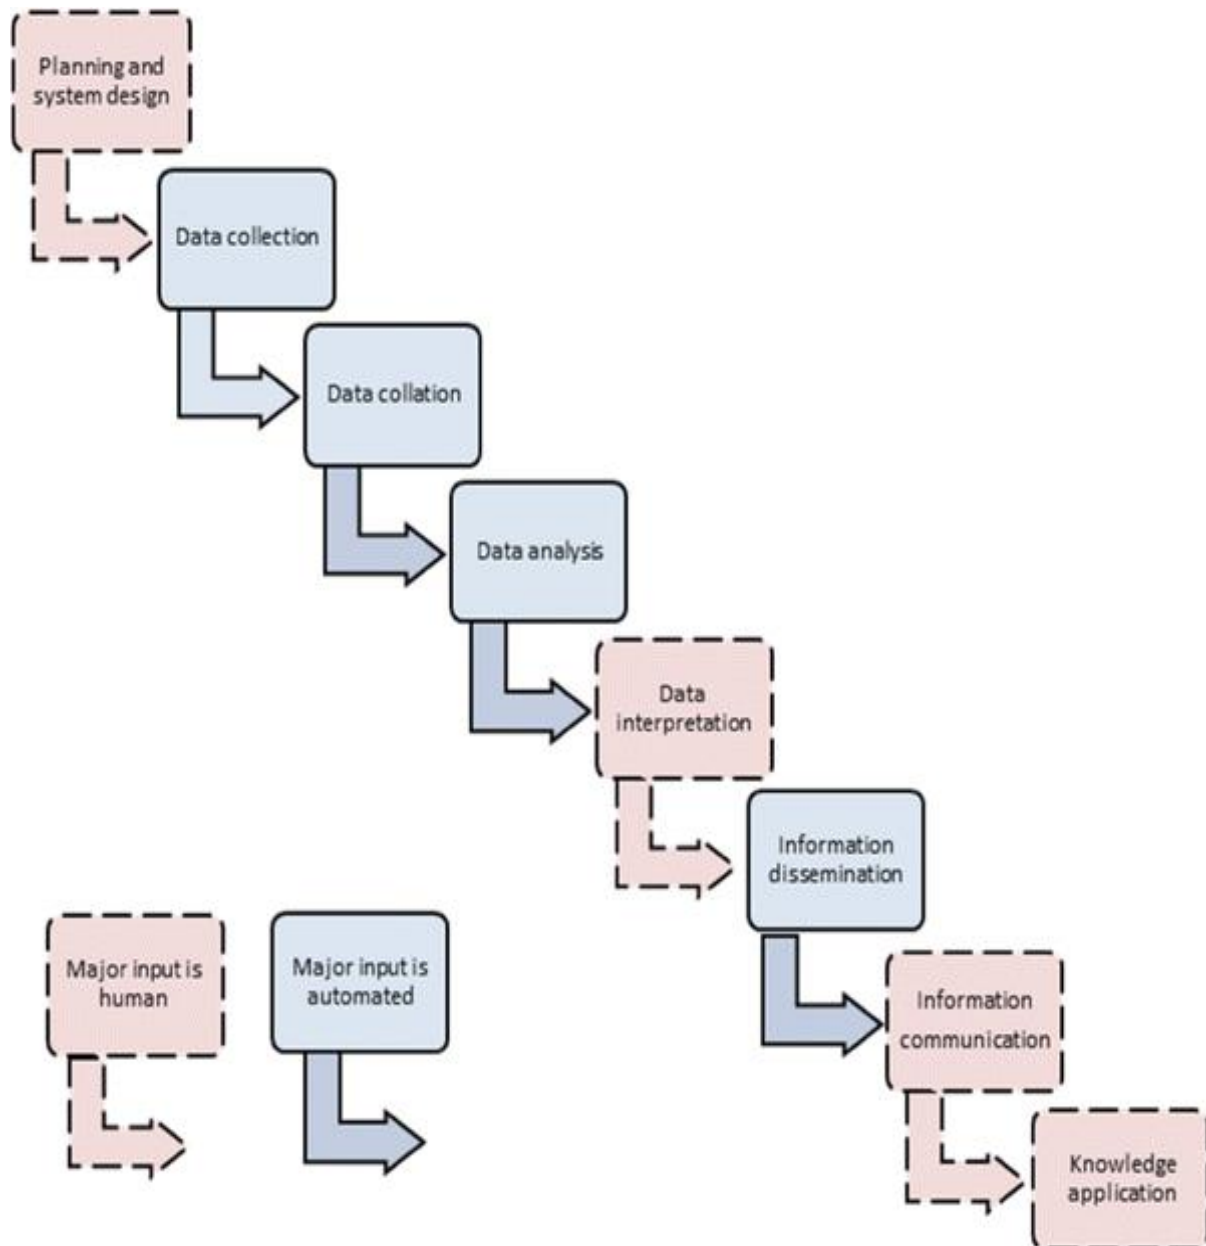 Planning and
system design
Data collection
Data collation
Data analysis
Data
interpretation
Information
dissemination
Major input is
human
Major input is
automated
Information
communication
Knowledge
application